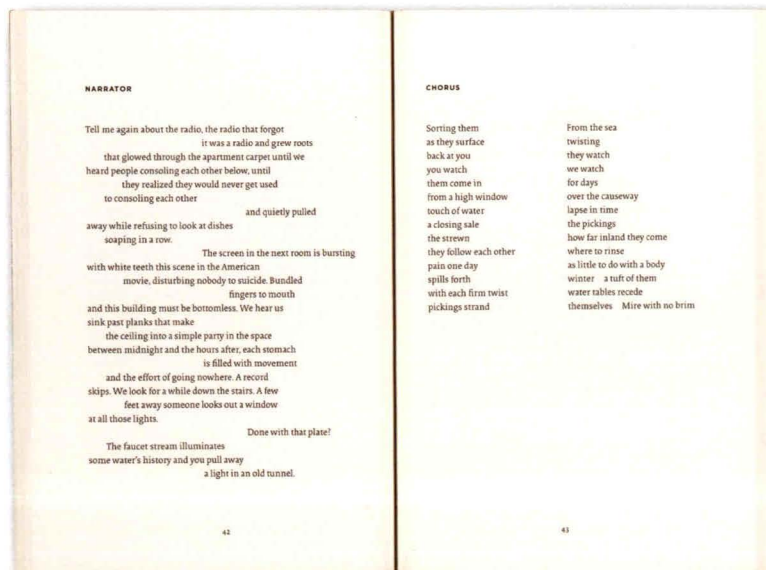 NARRATOR
Tell me again about the radio, the radio that forgot
it was a radio and grew roots
that glowed through the apartment carpet until we
heard people consoling each other below, until
they realized they would never get used
to consoling each other
and quietly pulled
away while refusing to look at dishes
soaping in a row.
The screen in the next room is bursting
with white teeth this scene in the American
movie, disturbing nobody to suicide. Bundled
fingers to mouth
and this building must be bottomless. We hear us
sink past planks that make
the ceiling into a simple party in the space
between midnight and the hours after, each stomach
is filled with movement
and the effort of going nowhere. A record
skips. We look for a while down the stairs. A few
feet away someone looks out a window
at all those lights.
Done with that plate?
The faucet stream illuminates
some water's history and you pull away
a light in an old tunnel.
42
CHORUS
Sorting them
as they surface
back at you
you watch
them come in
from a high window
touch of water
a closing sale
the strewn
they follow each other
pain one day
spills forth
with each firm twist
pickings strand
From the sea
twisting
they watch
we watch
for days
over the causeway
lapse in time
the pickings
how far inland they come
where to rinse
as little to do with a body
winter a tuft of them
water tables recede
themselves Mire with no brim
43